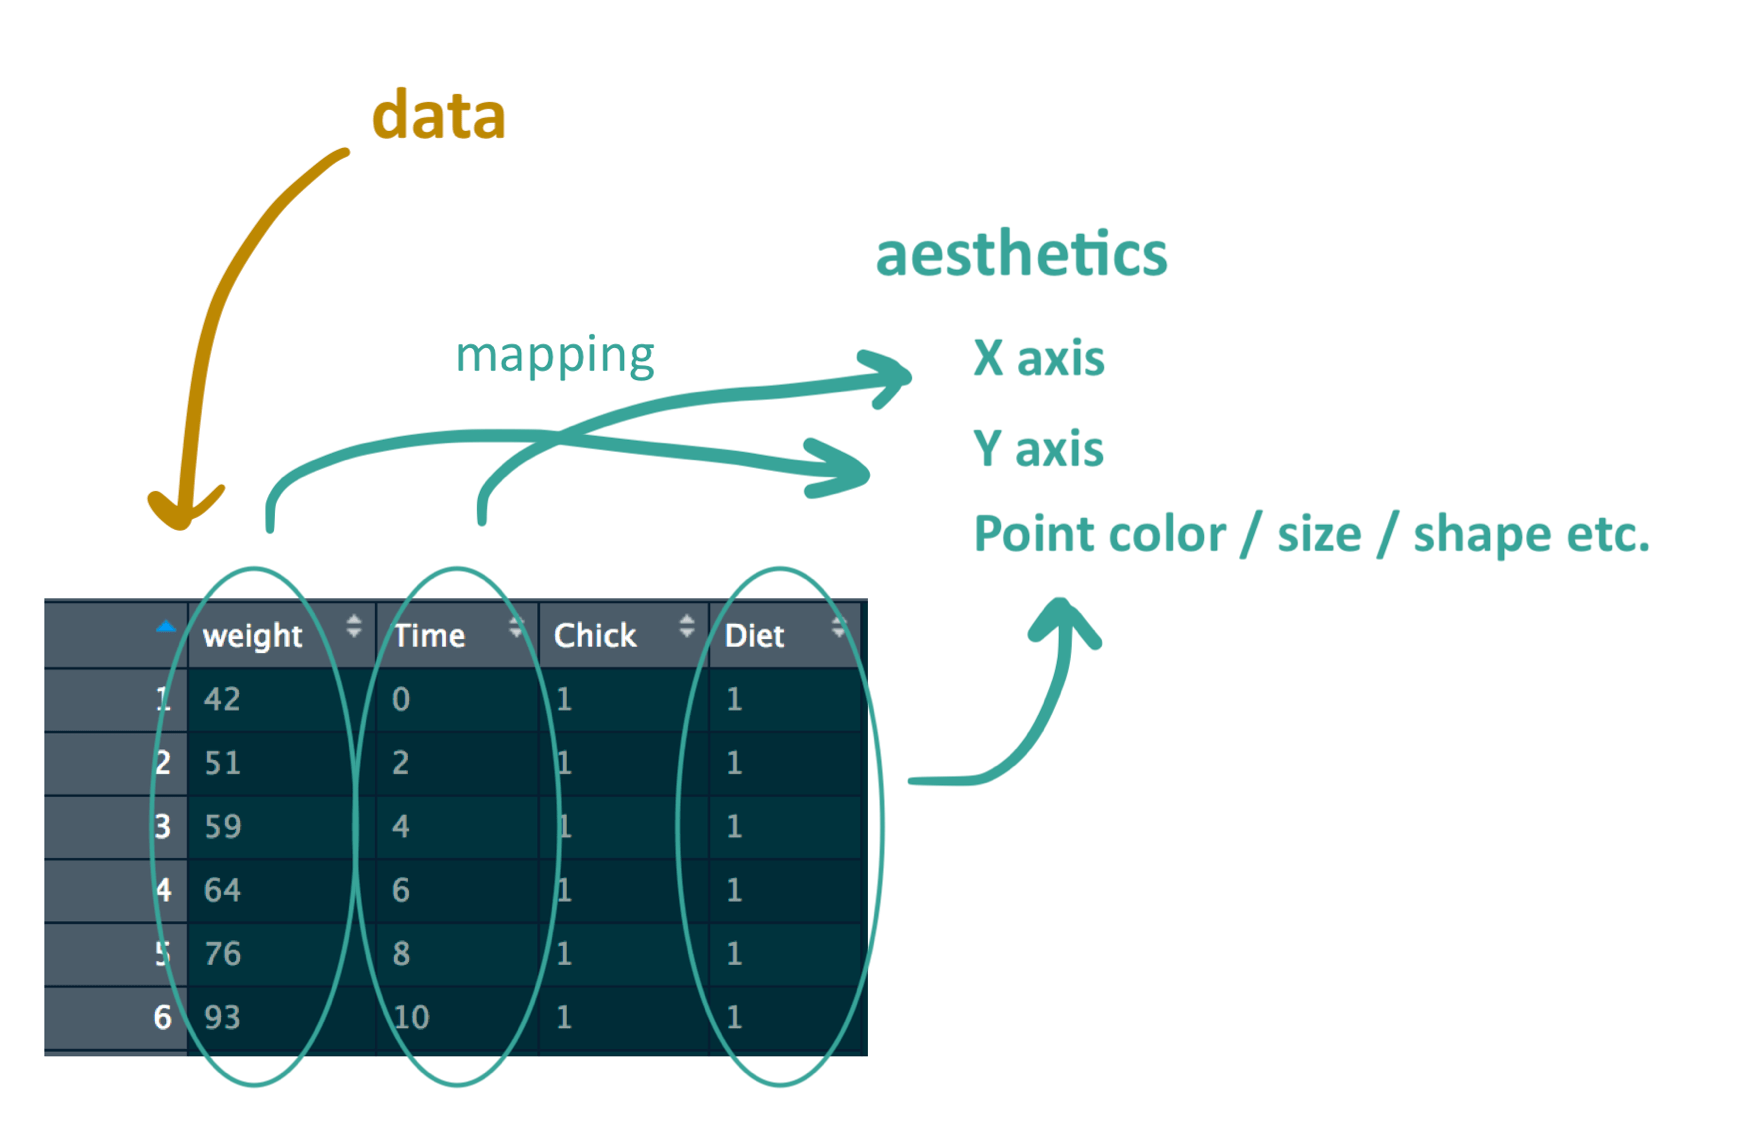 data
aesthetics
mapping
X axis
Y axis
Point color / size / shape etc.
weight Time Chick Diet
1 42 0 1 1
2 51 2 1 1
3 59 4 1 1
4 64 6 1 1
5 76 8 1 1
6 93 10 1 1